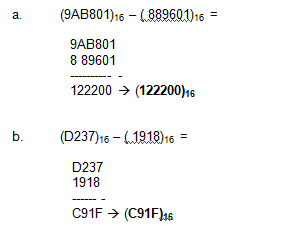 a. (9AB801)₁₆ – ( 889601)₁₆ =
9AB801
8 89601
---------- -
122200 → (122200)₁₆
b. (D237)₁₆ – ( 1918)₁₆ =
D237
1918
------ -
C91F → (C91F)₁₆